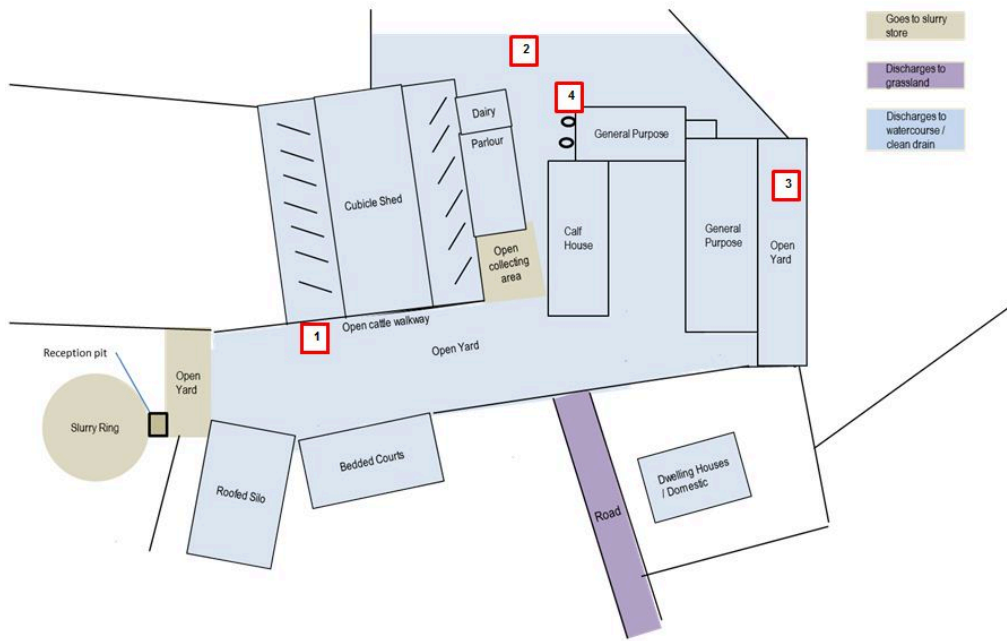 2
4
Dairy
Parlour
General Purpose
3
Cubicle Shed
Calf
House
General
Purpose
Open
Yard
Open
collecting
area
1
Open cattle walkway
Open Yard
Reception pit
Open
Yard
Slurry Ring
Roofed Silo
Bedded Courts
Road
Dwelling Houses
/ Domestic
Goes to slurry
store
Discharges to
grassland
Discharges to
watercourse /
clean drain